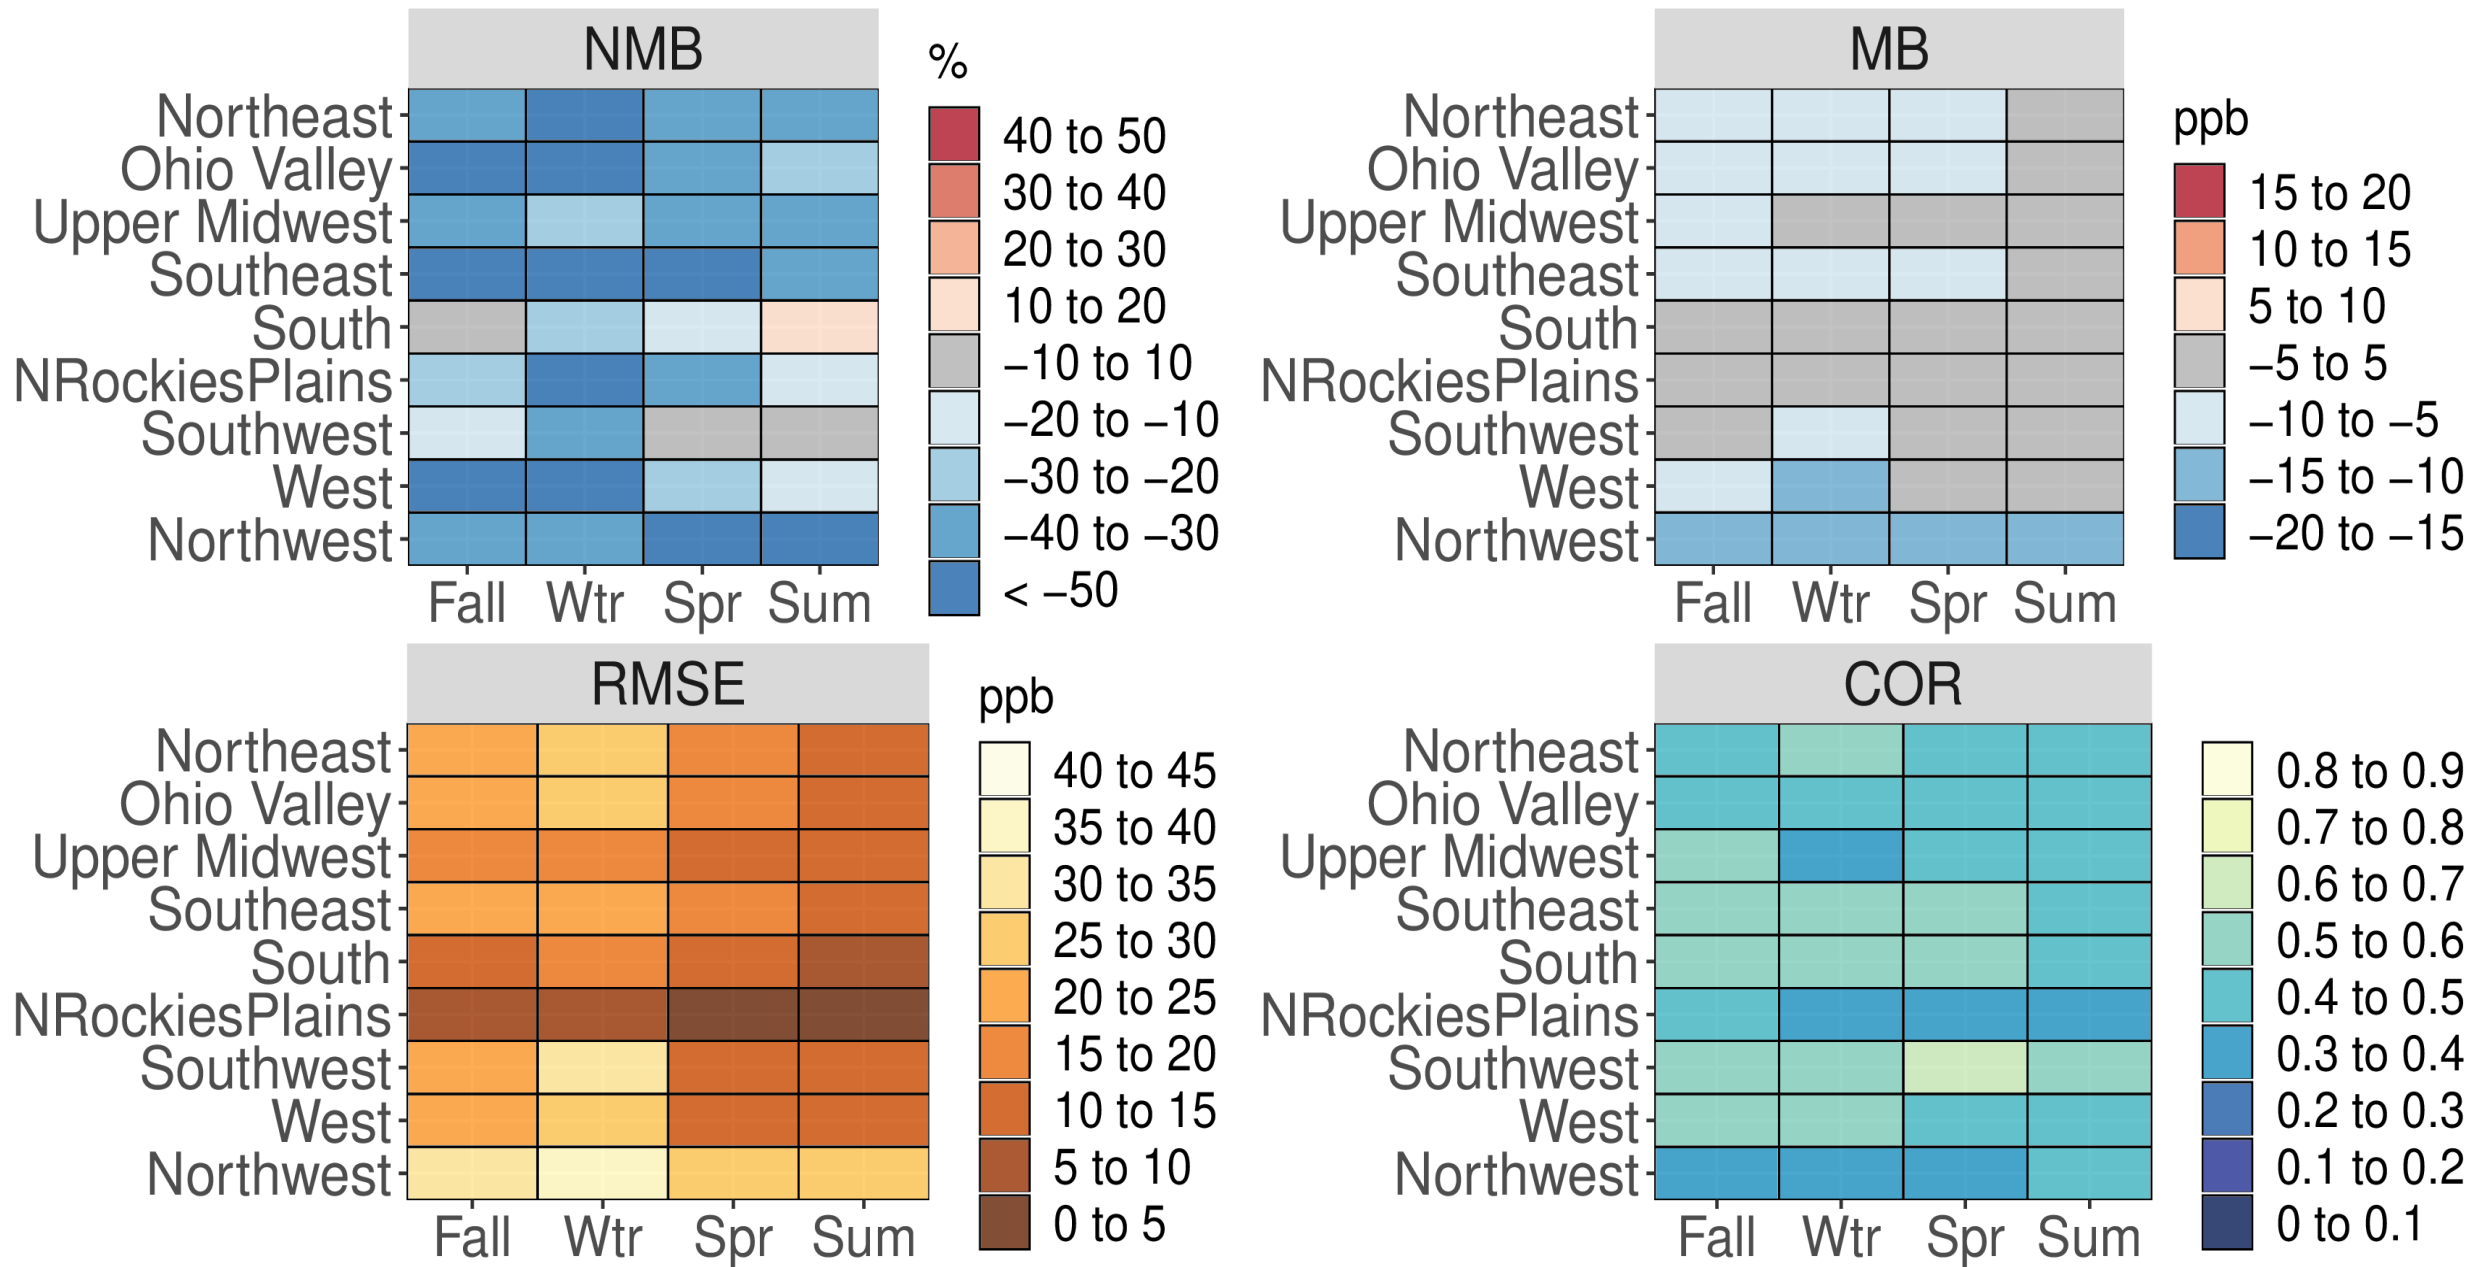 NMB
%
Northeast
Ohio Valley
Upper Midwest
Southeast
South
NRockiesPlains
Southwest
West
Northwest
Fall Wtr Spr Sum
40 to 50
30 to 40
20 to 30
10 to 20
−10 to 10
−20 to −10
−30 to −20
−40 to −30
< −50
MB
ppb
Northeast
Ohio Valley
Upper Midwest
Southeast
South
NRockiesPlains
Southwest
West
Northwest
Fall Wtr Spr Sum
15 to 20
10 to 15
5 to 10
−5 to 5
−10 to −5
−15 to −10
−20 to −15
RMSE
ppb
Northeast
Ohio Valley
Upper Midwest
Southeast
South
NRockiesPlains
Southwest
West
Northwest
Fall Wtr Spr Sum
40 to 45
35 to 40
30 to 35
25 to 30
20 to 25
15 to 20
10 to 15
5 to 10
0 to 5
COR
Northeast
Ohio Valley
Upper Midwest
Southeast
South
NRockiesPlains
Southwest
West
Northwest
Fall Wtr Spr Sum
0.8 to 0.9
0.7 to 0.8
0.6 to 0.7
0.5 to 0.6
0.4 to 0.5
0.3 to 0.4
0.2 to 0.3
0.1 to 0.2
0 to 0.1